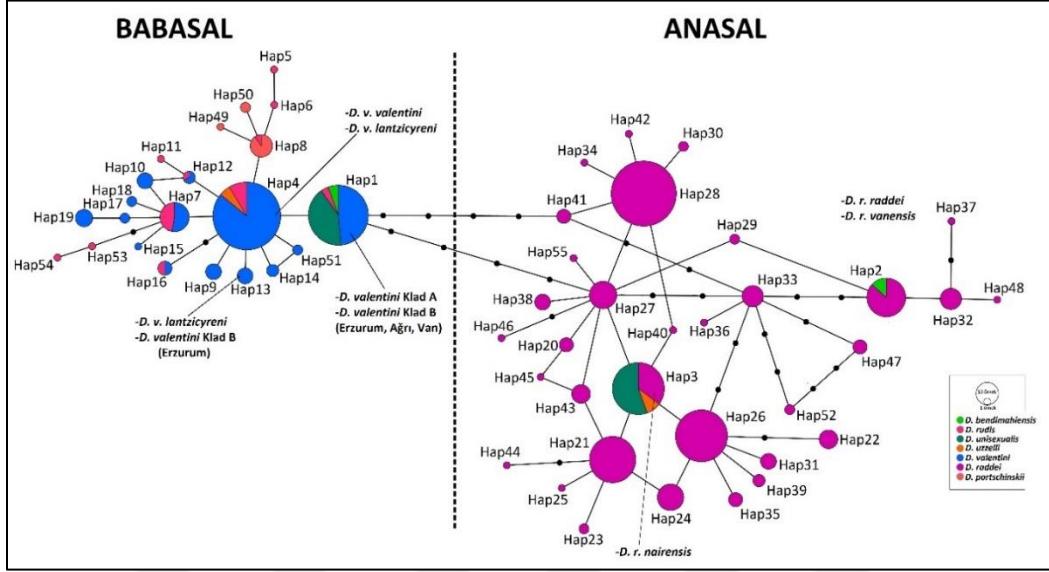 BABASAL
ANASAL
Hap5
Hap50
Hap6
Hap49
Hap8
Hap11
Hap12
Hap10
Hap18
Hap17
Hap7
Hap19
Hap4
Hap1
-D. v. valentini
-D. v. lantzicyreni
Hap15
Hap53
Hap54
Hap16
Hap9
Hap13
Hap14
Hap51
-D. v. lantzicyreni
-D. valentini Klad B
(Erzurum)
-D. valentini Klad A
-D. valentini Klad B
(Erzurum, Ağrı, Van)
Hap42
Hap34
Hap30
Hap28
Hap41
Hap29
-D. r. raddei
-D. r. vanensis
Hap37
Hap55
Hap33
Hap2
Hap38
Hap27
Hap48
Hap32
Hap46
Hap40
Hap36
Hap20
Hap47
Hap45
Hap3
Hap43
Hap52
Hap26
Hap21
Hap22
Hap44
Hap31
Hap25
Hap39
Hap24
Hap35
Hap23
-D. r. nairensis
D. bendimahiensis
D. rudis
D. unisexualis
D. uzzelli
D. valentini
D. raddei
D. portschinskii